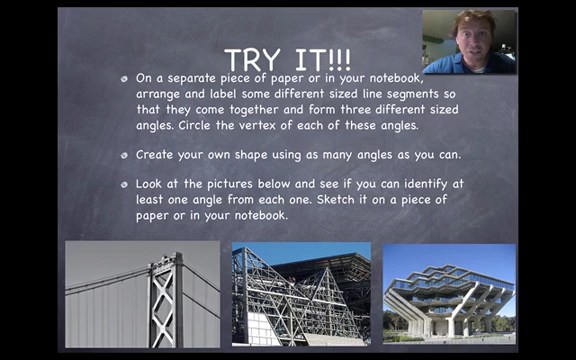 TRY IT!!!
On a separate piece of paper or in your notebook,
arrange and label some different sized line segments so
that they come together and form three different sized
angles. Circle the vertex of each of these angles.
Create your own shape using as many angles as you can.
Look at the pictures below and see if you can identify at
least one angle from each one. Sketch it on a piece of
paper or in your notebook.